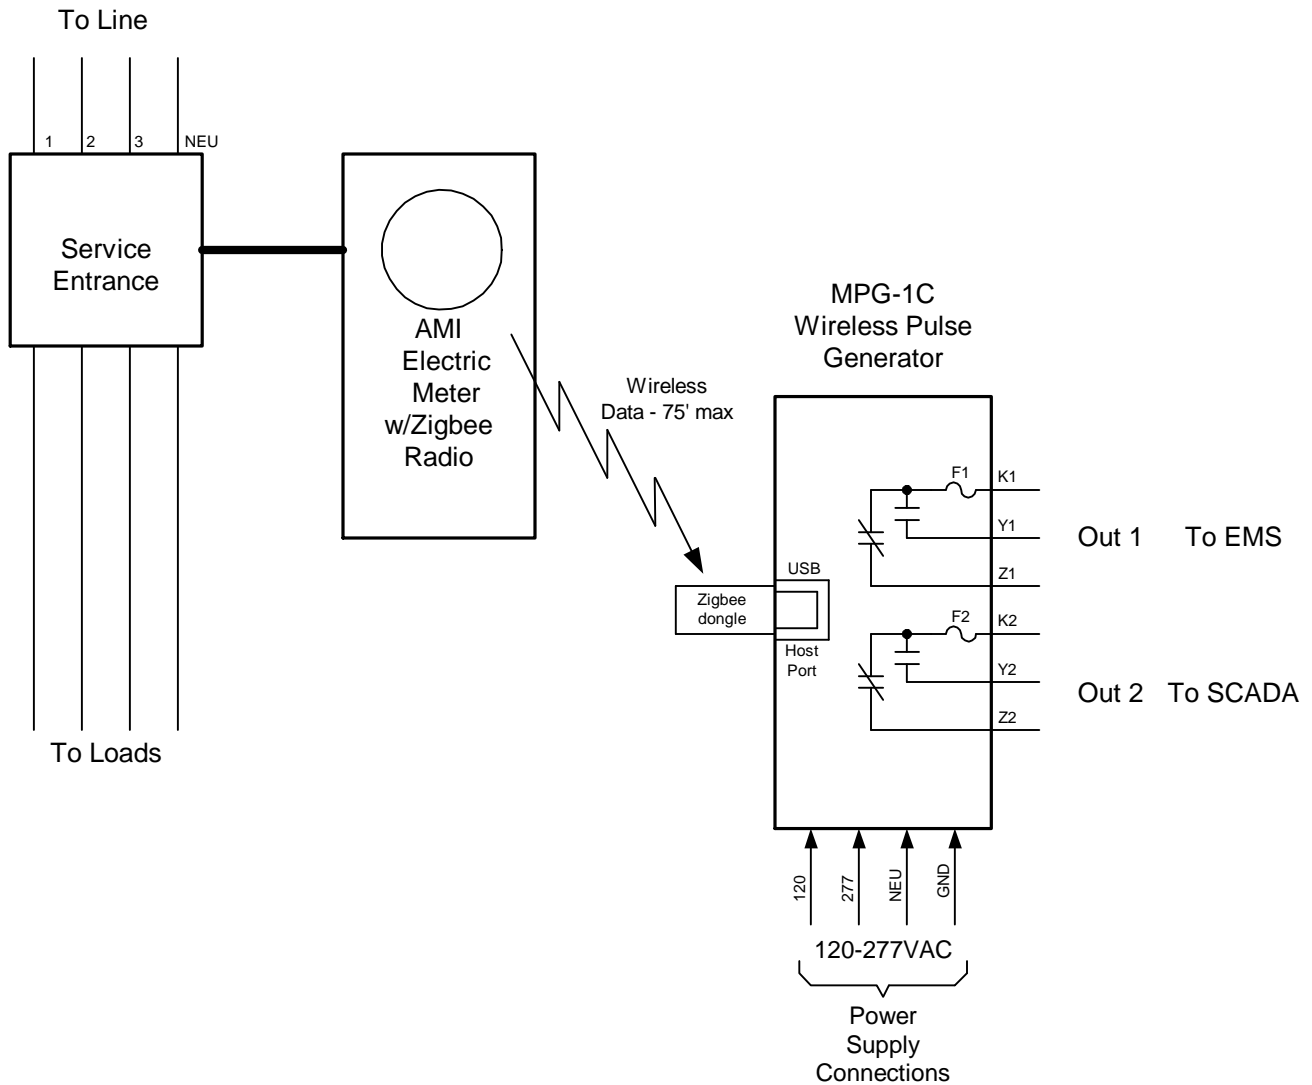 To Line
1 2 3 NEU
Service
Entrance
To Loads
AMI
Electric
Meter
w/Zigbee
Radio
Wireless
Data - 75' max
MPG-1C
Wireless Pulse
Generator
Zigbee
dongle
USB
Host
Port
F1
K1
Y1
Z1
Out 1 To EMS
F2
K2
Y2
Z2
Out 2 To SCADA
120
277
NEU
GND
120-277VAC
Power
Supply
Connections